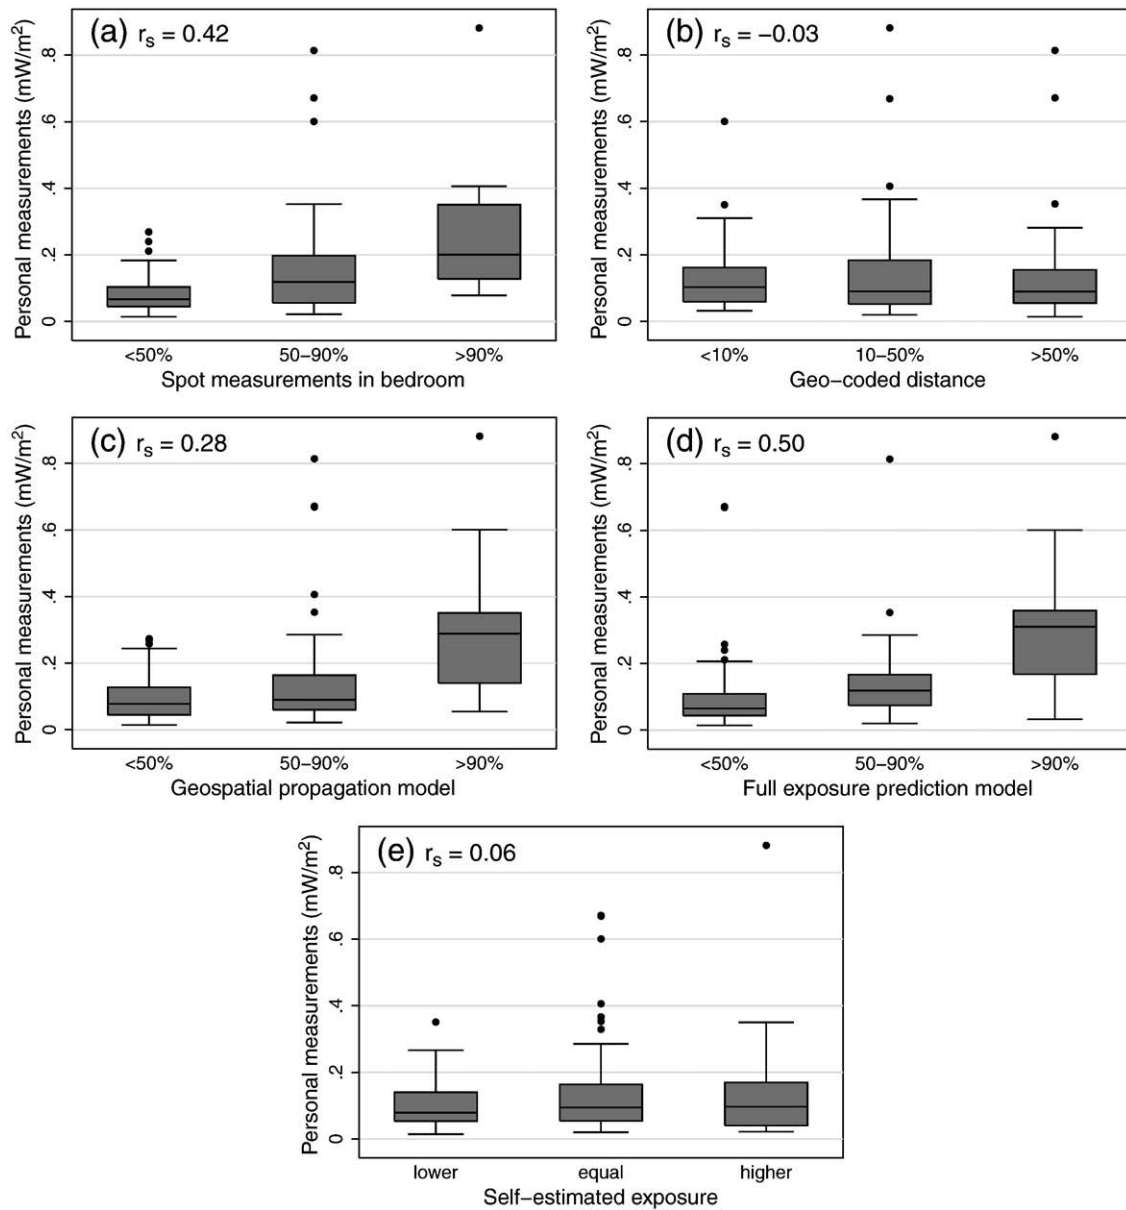 (a) rs = 0.42
Personal measurements (mW/m²)
.8
.6
.4
.2
0
<50% 50–90% >90%
Spot measurements in bedroom
(b) rs = −0.03
Personal measurements (mW/m²)
.8
.6
.4
.2
0
<10% 10–50% >50%
Geo-coded distance
(c) rs = 0.28
Personal measurements (mW/m²)
.8
.6
.4
.2
0
<50% 50–90% >90%
Geospatial propagation model
(d) rs = 0.50
Personal measurements (mW/m²)
.8
.6
.4
.2
0
<50% 50–90% >90%
Full exposure prediction model
(e) rs = 0.06
Personal measurements (mW/m²)
.8
.6
.4
.2
0
lower equal higher
Self−estimated exposure